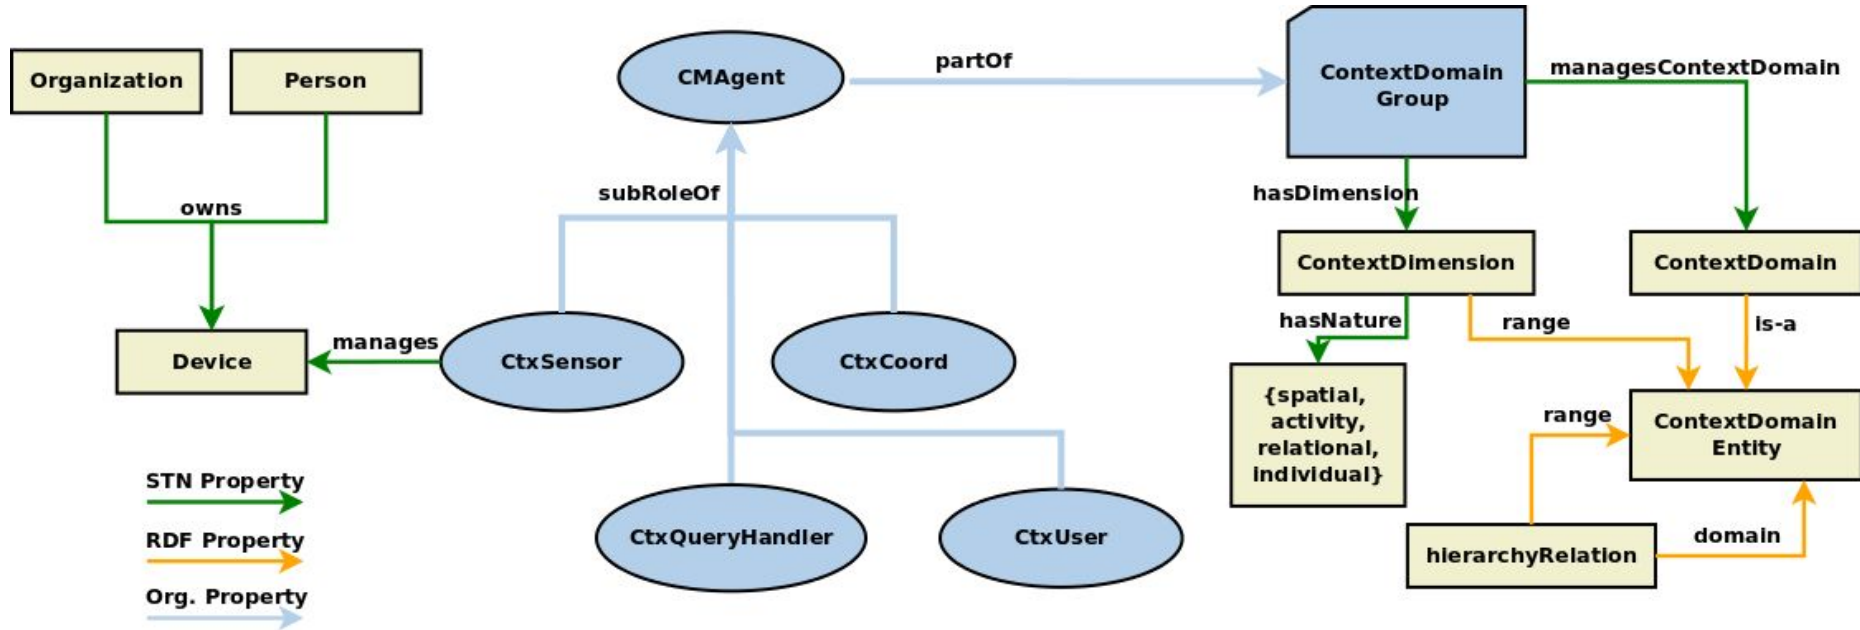 Organization
Person
CMAgent
partOf
ContextDomain
Group
managesContextDomain
owns
subRoleOf
hasDimension
ContextDimension
ContextDomain
hasNature
range
is-a
Device
manages
CtxSensor
CtxCoord
{spatial,
activity,
relational,
individual}
range
ContextDomain
Entity
STN Property
RDF Property
Org. Property
CtxQueryHandler
CtxUser
hierarchyRelation
domain